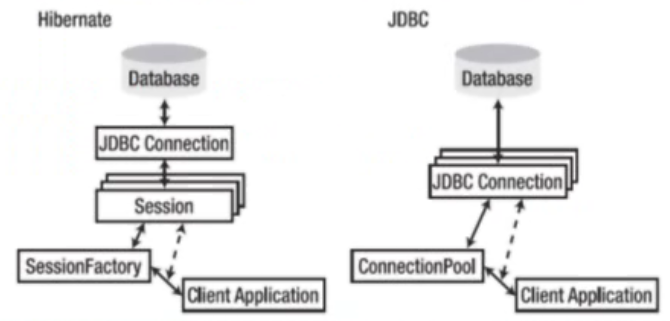 Hibernate
JDBC
Database
Database
JDBC Connection
JDBC Connection
Session
SessionFactory
ConnectionPool
Client Application
Client Application